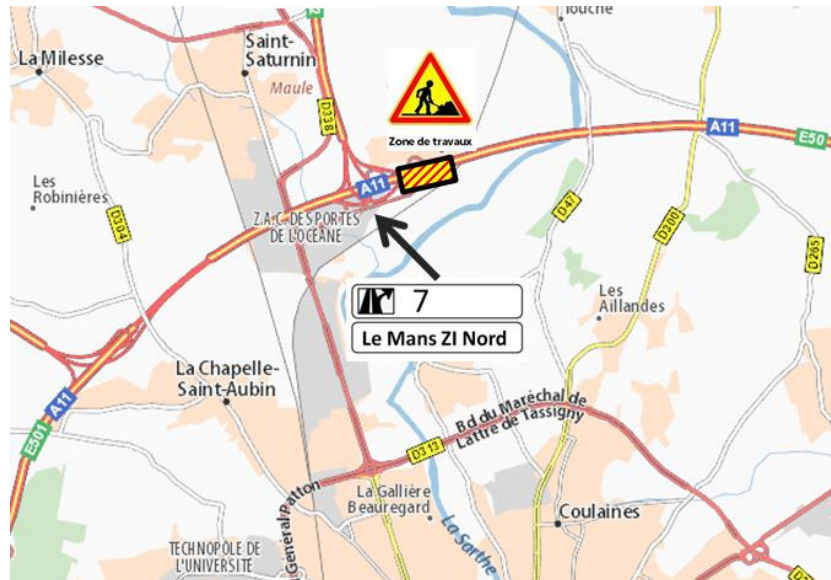 Touche
Saint-
Saturnin
La Milesse
Maule
D338
Zone de travaux
A11
E50
Les
Robinières
A11
D304
Z.A.C. DES PORTES
DE L'OCÉANE
D47
D300
D265
7
Le Mans ZI Nord
Les
Aillandes
La Chapelle-
Saint-Aubin
A11
E501
Bd du Maréchal de
Lattre de Tassigny
D313
Général Patton
La Gallière
Beauregard
Coulaines
La Sarthe
TECHNOPOLE DE
L'UNIVERSITÉ